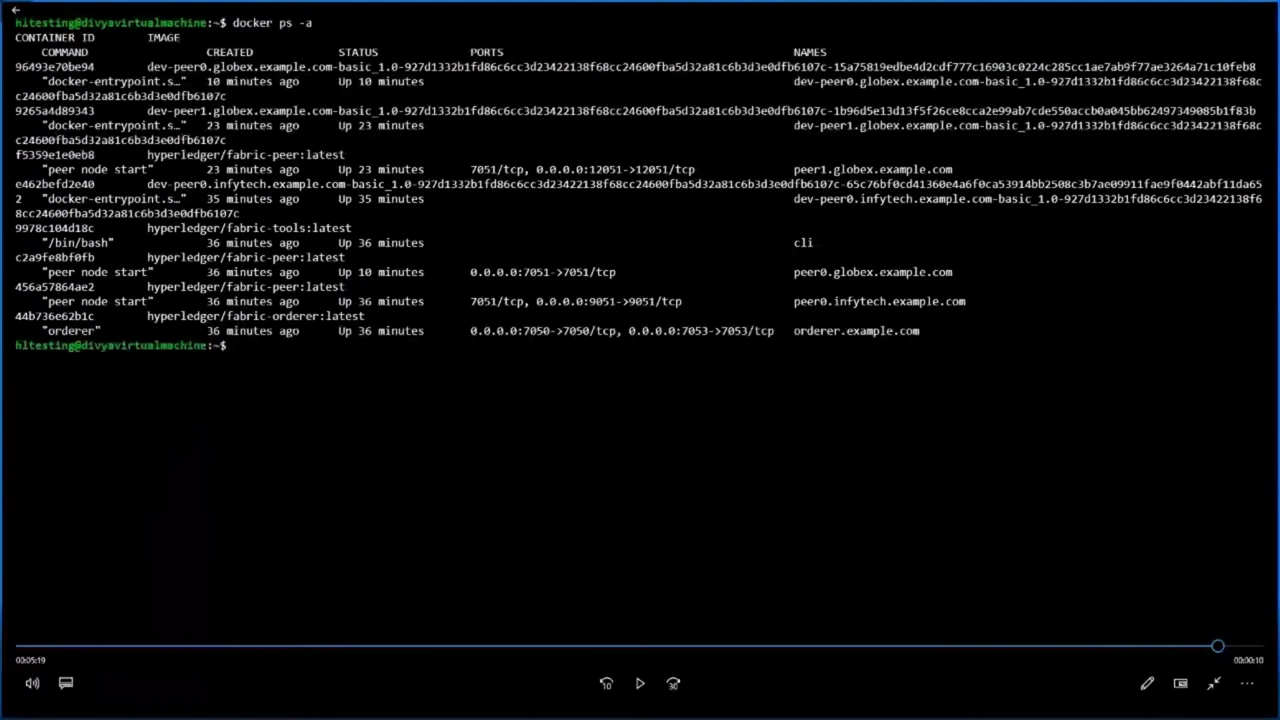 hltesting@divyavirtualmachine:~$ docker ps -a
CONTAINER ID        IMAGE
    COMMAND                  CREATED             STATUS              PORTS                                            NAMES
96493e70be94        dev-peer0.globex.example.com-basic_1.0-927d1332b1fd86c6cc3d23422138f68cc24600fba5d32a81c6b3d3e0dfb6107c-15a75819edbe4d2cdf777c16903c0224c285cc1ae7ab9f77ae3264a71c10feb8
    "docker-entrypoint.s…"   10 minutes ago      Up 10 minutes                                                        dev-peer0.globex.example.com-basic_1.0-927d1332b1fd86c6cc3d23422138f68c
c24600fba5d32a81c6b3d3e0dfb6107c
9265a4d89343        dev-peer1.globex.example.com-basic_1.0-927d1332b1fd86c6cc3d23422138f68cc24600fba5d32a81c6b3d3e0dfb6107c-1b96d5e13d13f5f26ce8cca2e99ab7cde550accb0a045bb62497349085b1f83b
    "docker-entrypoint.s…"   23 minutes ago      Up 23 minutes                                                        dev-peer1.globex.example.com-basic_1.0-927d1332b1fd86c6cc3d23422138f68c
c24600fba5d32a81c6b3d3e0dfb6107c
f5359e1e0eb8        hyperledger/fabric-peer:latest
    "peer node start"        23 minutes ago      Up 23 minutes       7051/tcp, 0.0.0.0:12051->12051/tcp               peer1.globex.example.com
e462befd2e40        dev-peer0.infytech.example.com-basic_1.0-927d1332b1fd86c6cc3d23422138f68cc24600fba5d32a81c6b3d3e0dfb6107c-65c76bf0cd41360e4a6f0ca53914bb2508c3b7ae09911fae9f0442abf11da65
2   "docker-entrypoint.s…"   35 minutes ago      Up 35 minutes                                                        dev-peer0.infytech.example.com-basic_1.0-927d1332b1fd86c6cc3d23422138f6
8cc24600fba5d32a81c6b3d3e0dfb6107c
9978c104d18c        hyperledger/fabric-tools:latest
    "/bin/bash"              36 minutes ago      Up 36 minutes                                                        cli
c2a9fe8bf0fb        hyperledger/fabric-peer:latest
    "peer node start"        36 minutes ago      Up 10 minutes       0.0.0.0:7051->7051/tcp                           peer0.globex.example.com
456a57864ae2        hyperledger/fabric-peer:latest
    "peer node start"        36 minutes ago      Up 36 minutes       7051/tcp, 0.0.0.0:9051->9051/tcp                 peer0.infytech.example.com
44b736e62b1c        hyperledger/fabric-orderer:latest
    "orderer"                36 minutes ago      Up 36 minutes       0.0.0.0:7050->7050/tcp, 0.0.0.0:7053->7053/tcp   orderer.example.com
hltesting@divyavirtualmachine:~$
00:05:19 00:00:10
10 30